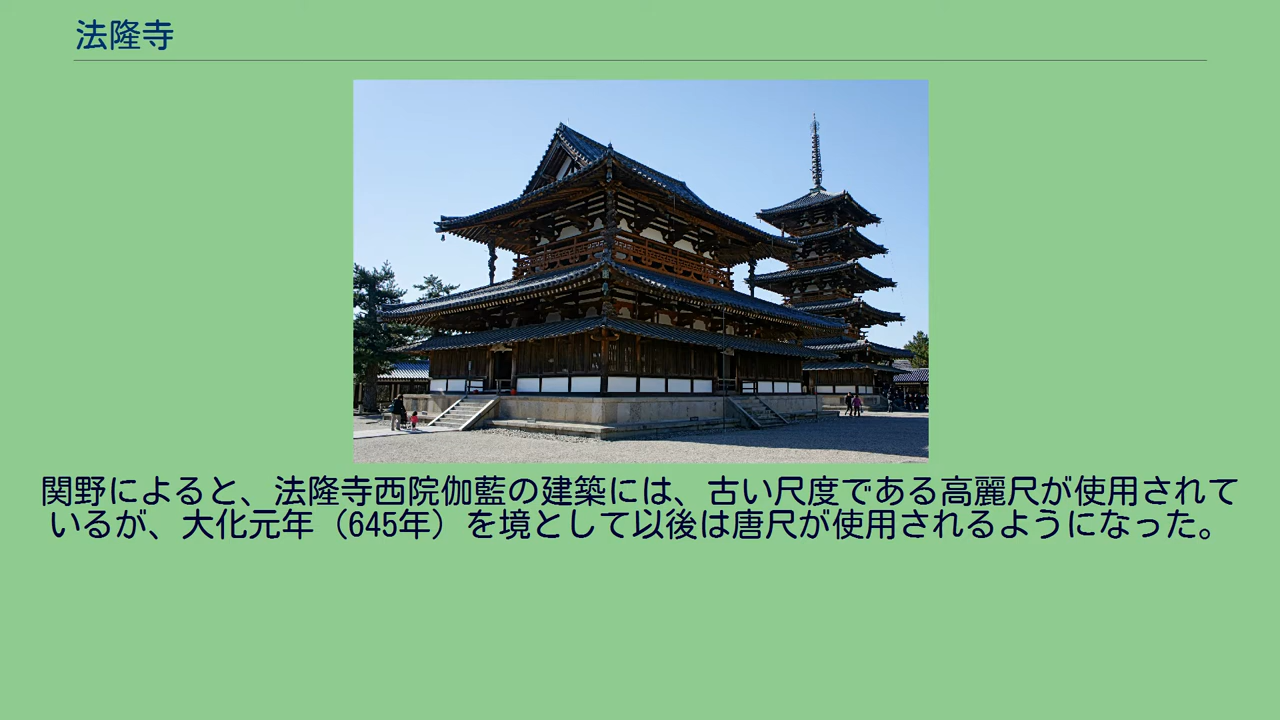 法隆寺
関野によると、法隆寺西院伽藍の建築には、古い尺度である高麗尺が使用されて
いるが、大化元年（645年）を境として以後は唐尺が使用されるようになった。